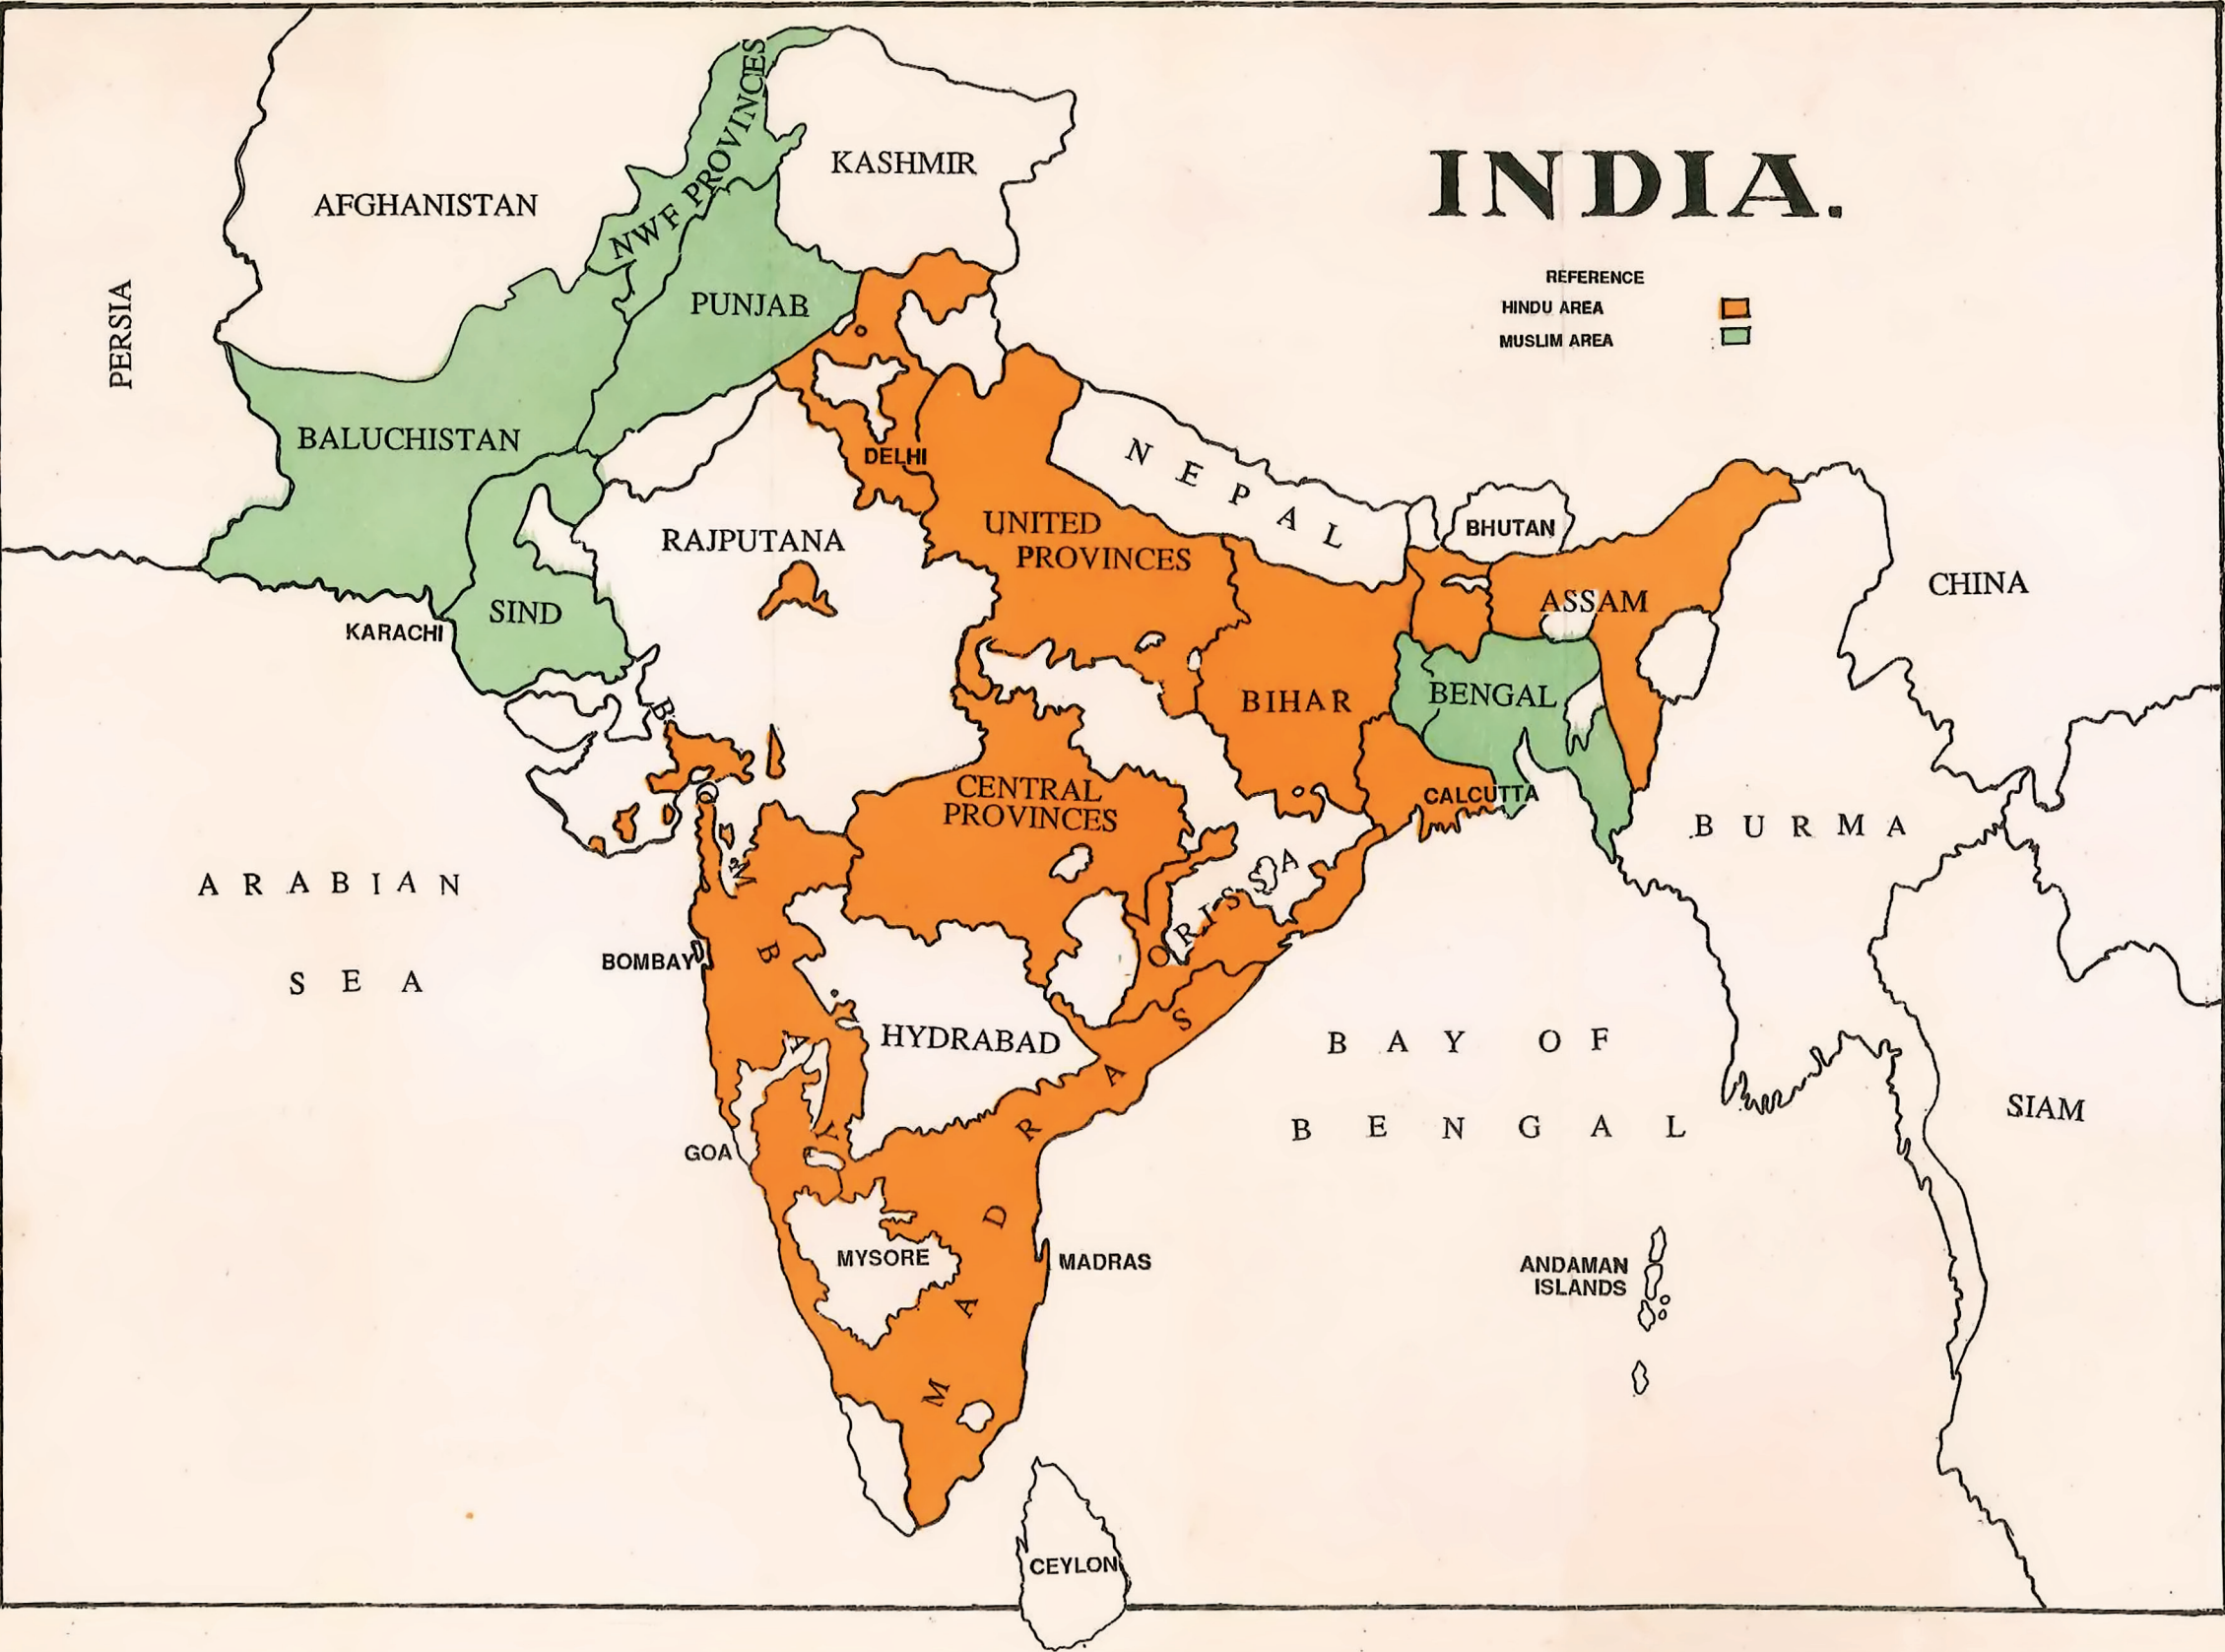 INDIA.
REFERENCE
HINDU AREA
MUSLIM AREA
NWF PROVINCES
KASHMIR
AFGHANISTAN
PERSIA
PUNJAB
BALUCHISTAN
DELHI
NEPAL
BHUTAN
UNITED
PROVINCES
RAJPUTANA
SIND
KARACHI
ASSAM
CHINA
BIHAR
BENGAL
CENTRAL
PROVINCES
CALCUTTA
BURMA
ORISSA
ARABIAN
SEA
BOMBAY
BOMBAY
HYDRABAD
BAY OF
BENGAL
SIAM
GOA
MADRAS
MYSORE
MADRAS
ANDAMAN
ISLANDS
CEYLON